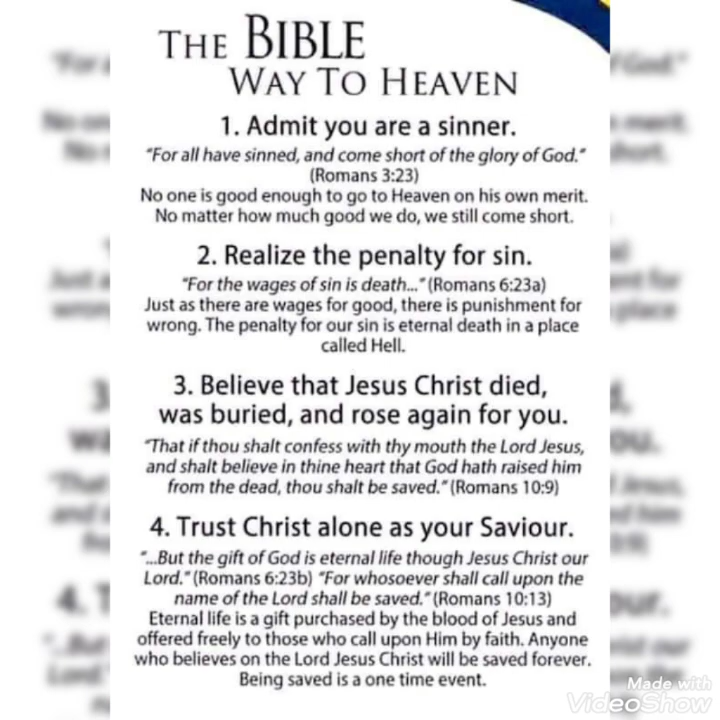 THE BIBLE
WAY TO HEAVEN
1. Admit you are a sinner.
"For all have sinned, and come short of the glory of God."
(Romans 3:23)
No one is good enough to go to Heaven on his own merit.
No matter how much good we do, we still come short.
2. Realize the penalty for sin.
"For the wages of sin is death..." (Romans 6:23a)
Just as there are wages for good, there is punishment for
wrong. The penalty for our sin is eternal death in a place
called Hell.
3. Believe that Jesus Christ died,
was buried, and rose again for you.
"That if thou shalt confess with thy mouth the Lord Jesus,
and shalt believe in thine heart that God hath raised him
from the dead, thou shalt be saved." (Romans 10:9)
4. Trust Christ alone as your Saviour.
"...But the gift of God is eternal life though Jesus Christ our
Lord." (Romans 6:23b) "For whosoever shall call upon the
name of the Lord shall be saved." (Romans 10:13)
Eternal life is a gift purchased by the blood of Jesus and
offered freely to those who call upon Him by faith. Anyone
who believes on the Lord Jesus Christ will be saved forever.
Being saved is a one time event.
Made with
VideoShow